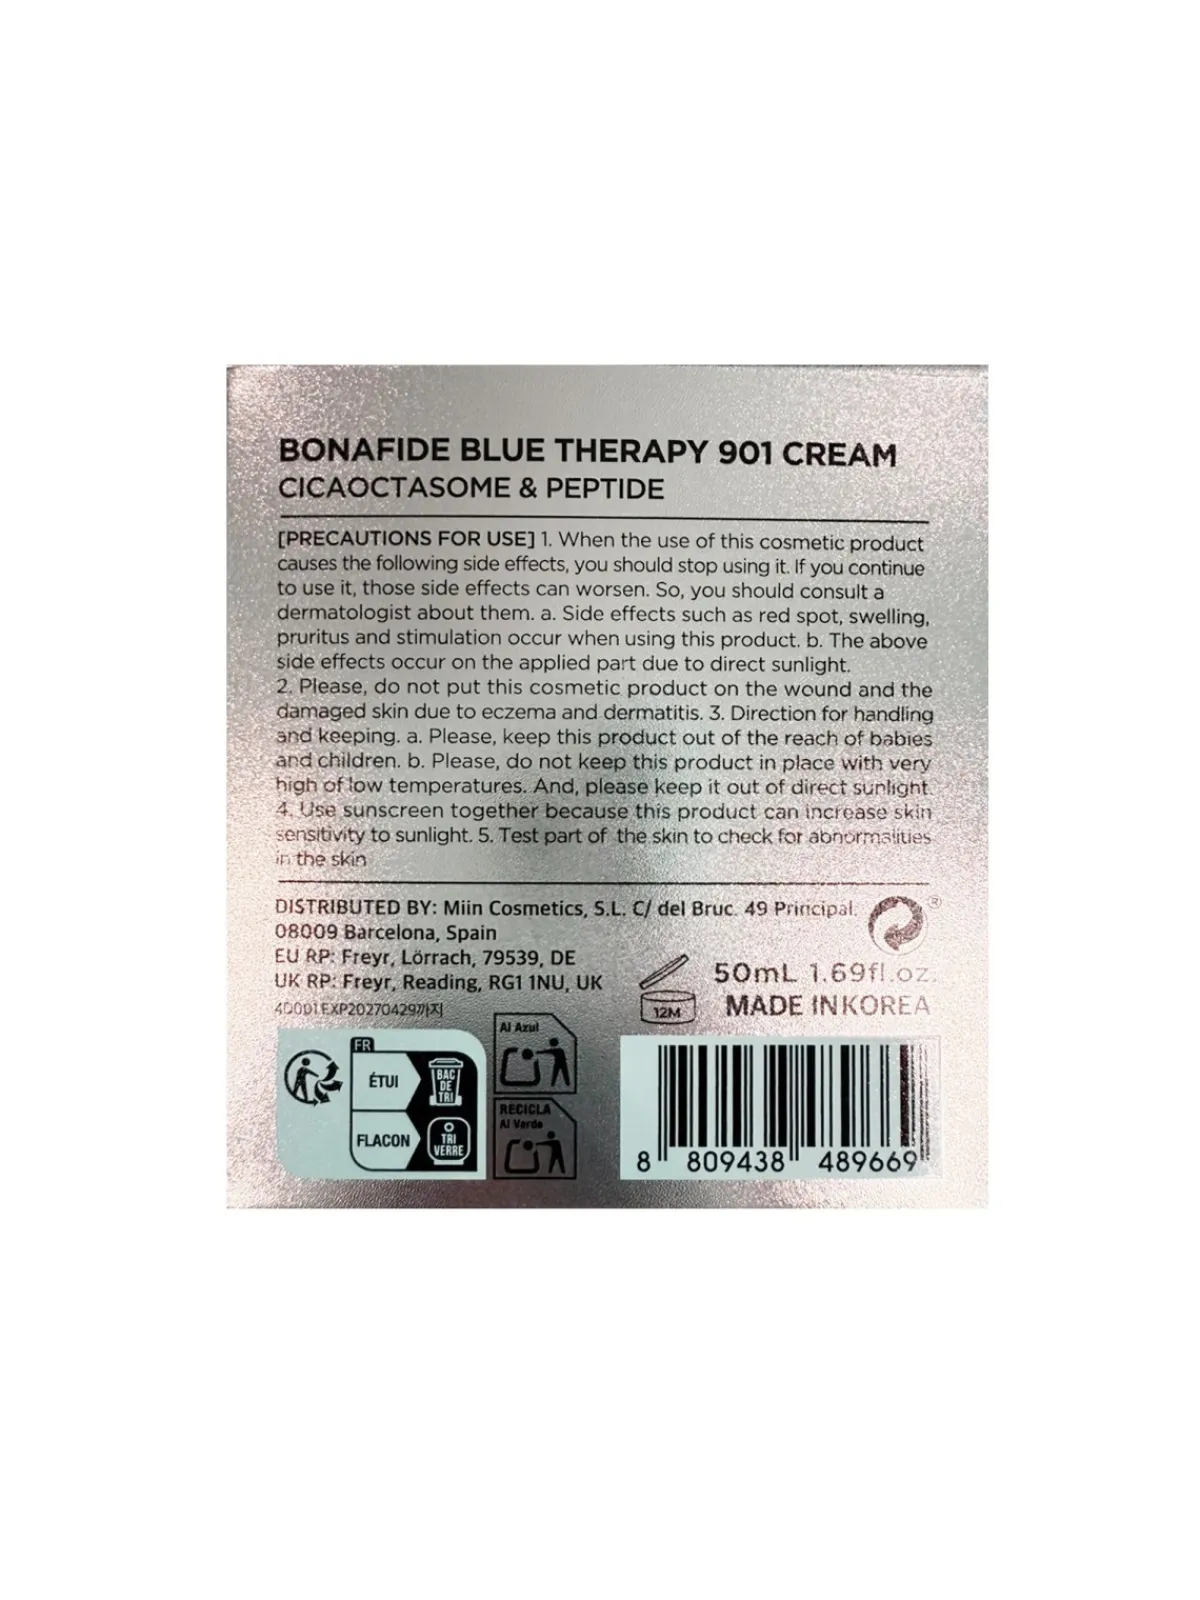 BONAFIDE BLUE THERAPY 901 CREAM
CICAOCTASOME & PEPTIDE
[PRECAUTIONS FOR USE] 1. When the use of this cosmetic product
causes the following side effects, you should stop using it. If you continue
to use it, those side effects can worsen. So, you should consult a
dermatologist about them. a. Side effects such as red spot, swelling,
pruritus and stimulation occur when using this product. b. The above
side effects occur on the applied part due to direct sunlight.
2. Please, do not put this cosmetic product on the wound and the
damaged skin due to eczema and dermatitis. 3. Direction for handling
and keeping. a. Please, keep this product out of the reach of babies
and children. b. Please, do not keep this product in place with very
high of low temperatures. And, please keep it out of direct sunlight
4. Use sunscreen together because this product can increase skin
sensitivity to sunlight. 5. Test part of the skin to check for abnormalities
in the skin
DISTRIBUTED BY: Miin Cosmetics, S.L. C/ del Bruc. 49 Principal.
08009 Barcelona, Spain
EU RP: Freyr, Lörrach, 79539, DE
UK RP: Freyr, Reading, RG1 1NU, UK
4D001EXP20270429까지
®
12M
50mL 1.69fl.oz.
MADE IN KOREA
FR
ÉTUI
BAC
DE
TRI
FLACON
TRI
VERRE
Al Azul
RECICLA
Al Verde
8 809438 489669